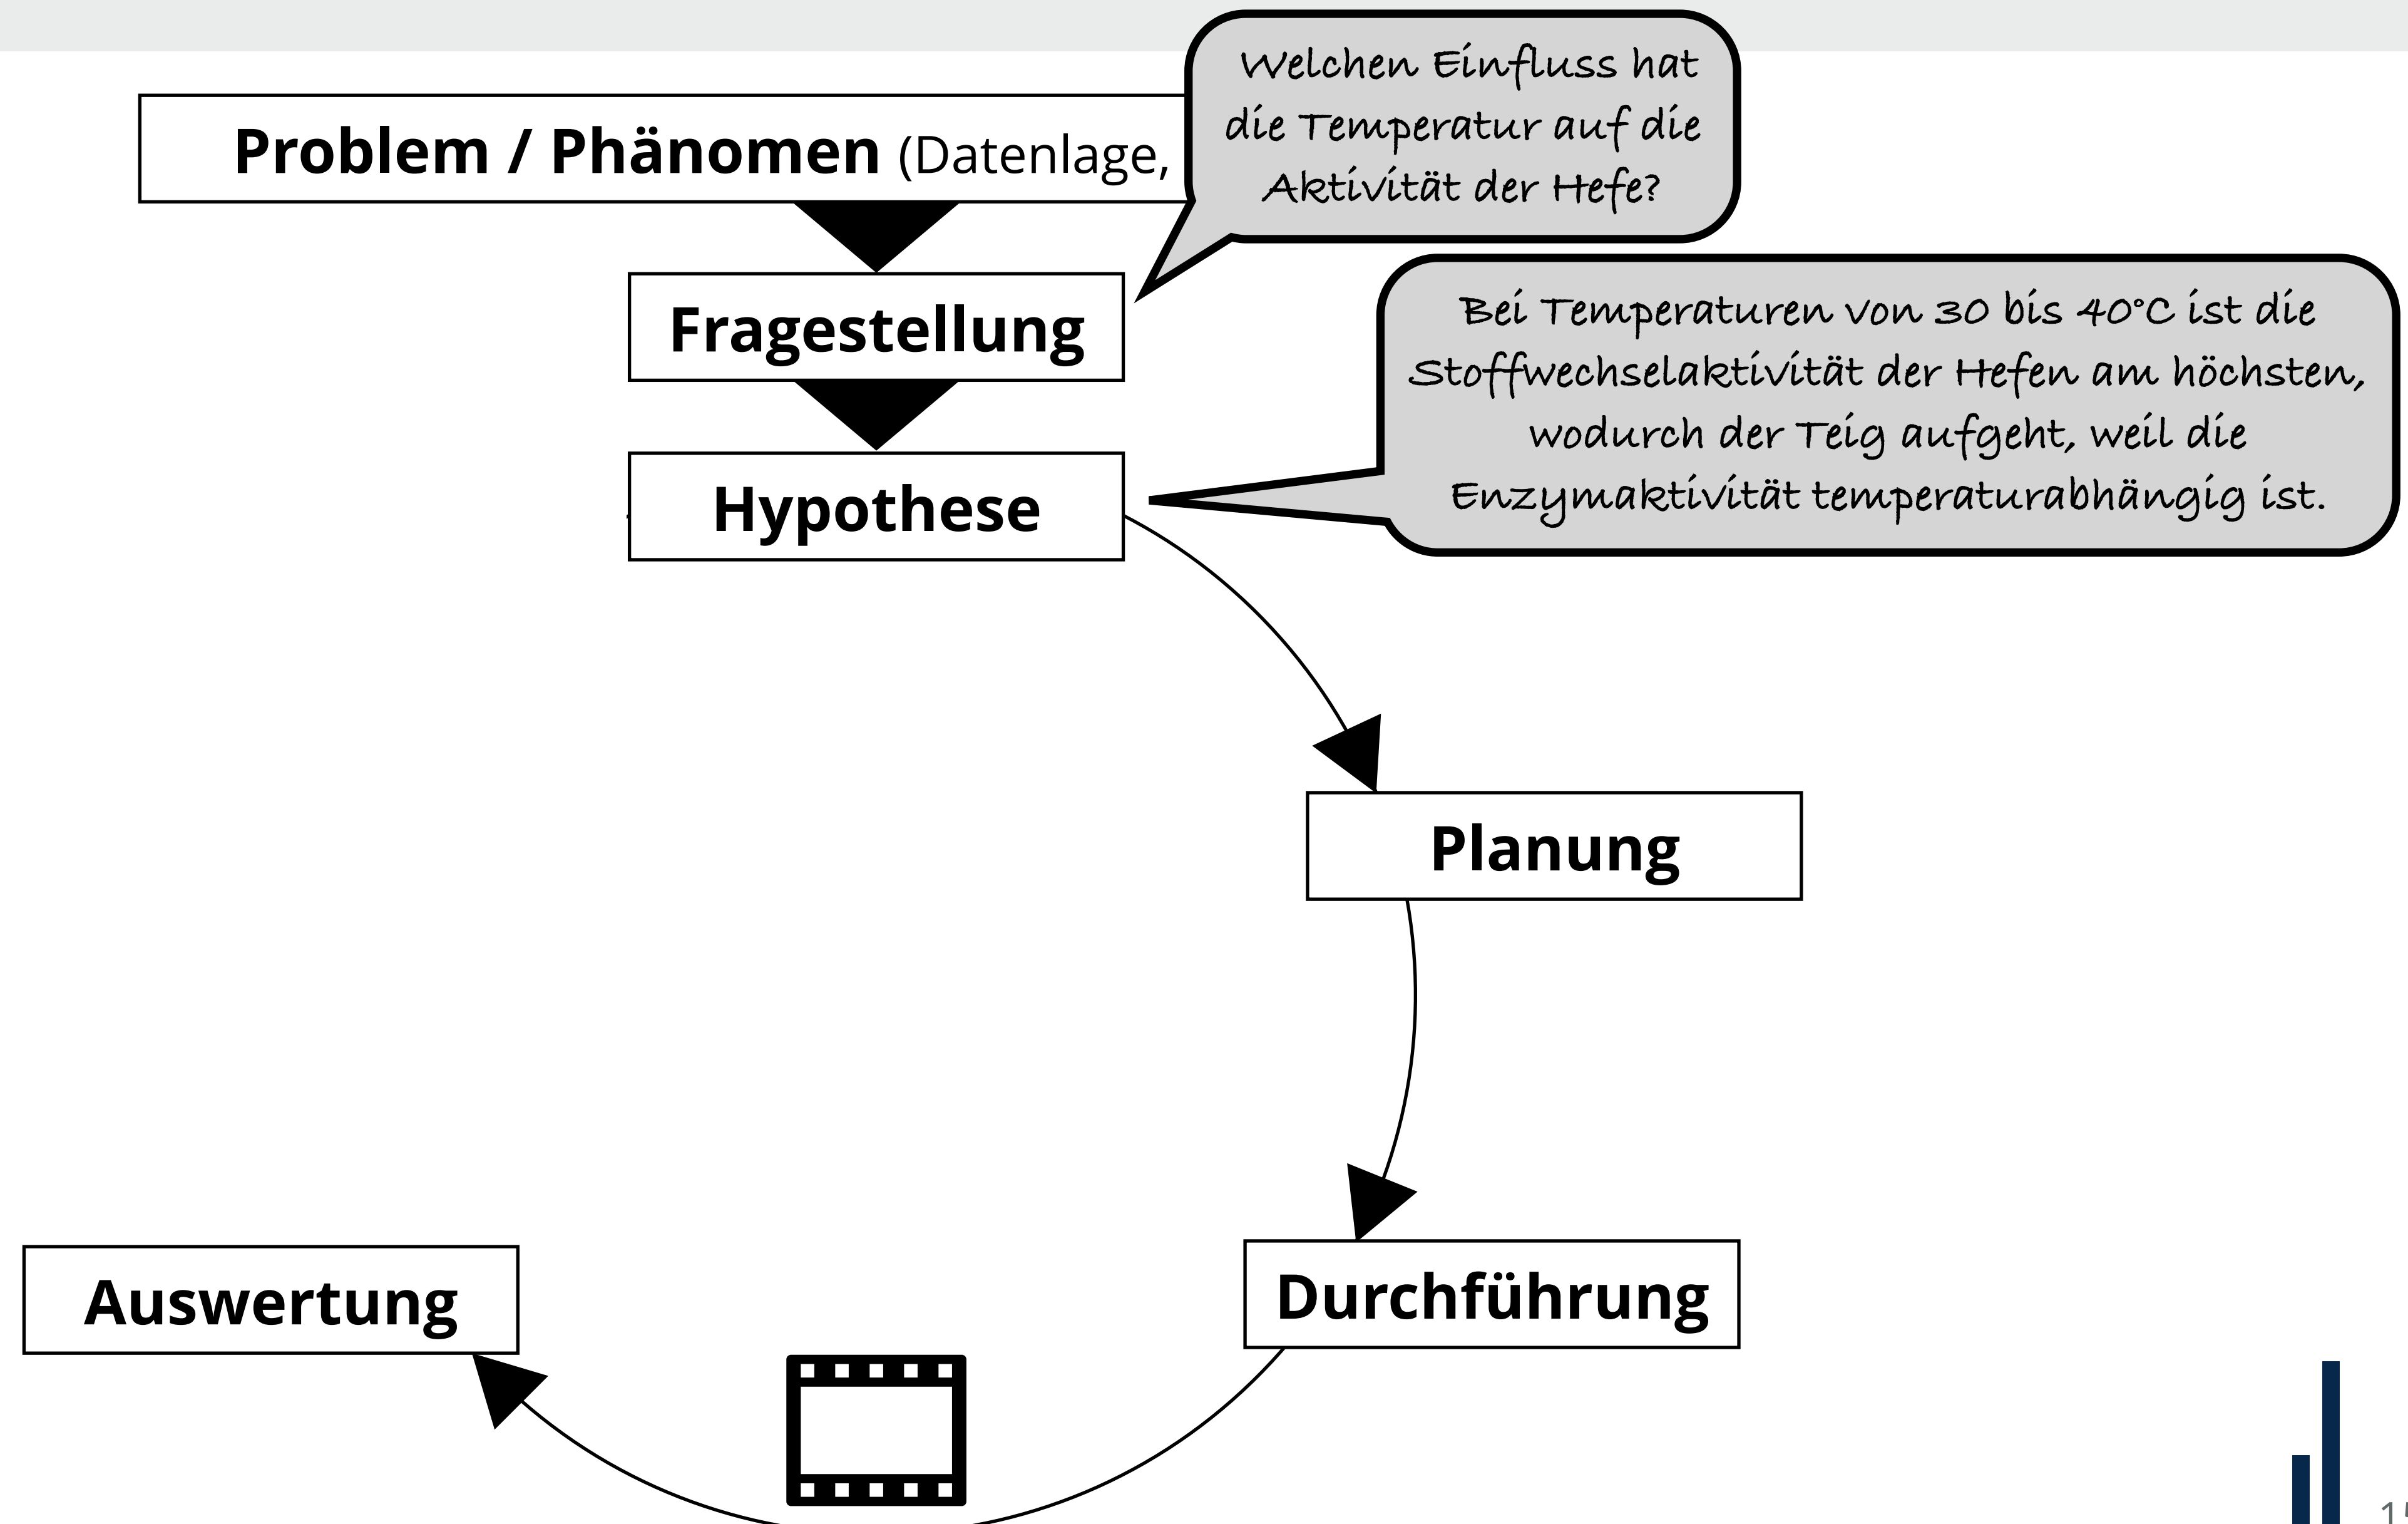 Welchen Einfluss hat
die Temperatur auf die
Aktivität der Hefe?
Problem / Phänomen (Datenlage,
Fragestellung
Bei Temperaturen von 30 bis 40°C ist die
Stoffwechselaktivität der Hefen am höchsten,
wodurch der Teig aufgeht, weil die
Enzymaktivität temperaturabhängig ist.
Hypothese
Planung
Durchführung
Auswertung